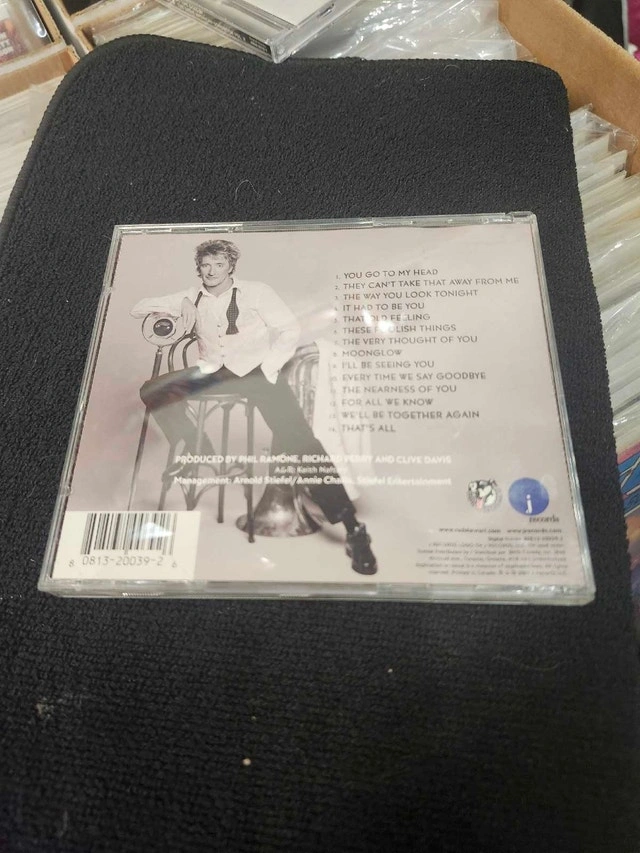 1. YOU GO TO MY HEAD
2. THEY CAN'T TAKE THAT AWAY FROM ME
3. THE WAY YOU LOOK TONIGHT
4. IT HAD TO BE YOU
5. THAT OLD FEELING
6. THESE FOOLISH THINGS
7. THE VERY THOUGHT OF YOU
8. MOONGLOW
9. I'LL BE SEEING YOU
10. EVERY TIME WE SAY GOODBYE
11. THE NEARNESS OF YOU
12. FOR ALL WE KNOW
13. WE'LL BE TOGETHER AGAIN
14. THAT'S ALL
PRODUCED BY PHIL RAMONE, RICHARD PERRY AND CLIVE DAVIS
A&R: Keith
Management: Arnold Stiefel/Annie Stiefel Entertainment
j
records
8 0813-20039-2 6